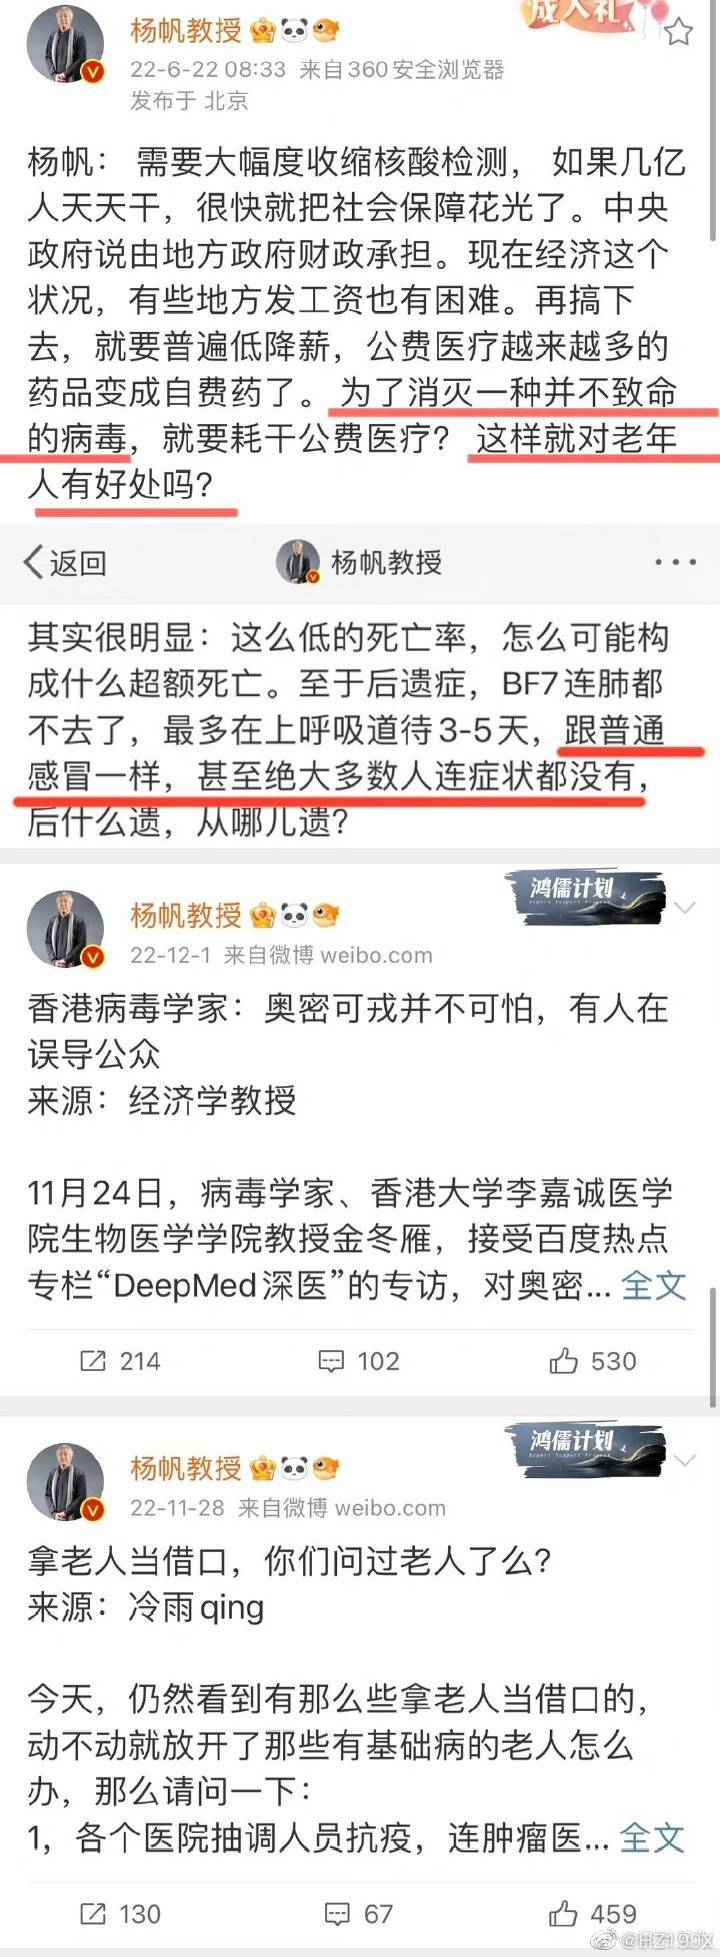 成人礼
杨帆教授
22-6-22 08:33 来自360安全浏览器
发布于 北京
杨帆： 需要大幅度收缩核酸检测， 如果几亿
人天天干，很快就把社会保障花光了。中央
政府说由地方政府财政承担。现在经济这个
状况，有些地方发工资也有困难。再搞下
去，就要普遍低降薪，公费医疗越来越多的
药品变成自费药了。 为了消灭一种并不致命
的病毒，就要耗干公费医疗？ 这样就对老年
人有好处吗？
返回 杨帆教授
其实很明显：这么低的死亡率，怎么可能构
成什么超额死亡。至于后遗症，BF7连肺都
不去了，最多在上呼吸道待3-5天，跟普通
感冒一样，甚至绝大多数人连症状都没有，
后什么遗，从哪儿遗？
鸿儒计划
Expert Support Program
杨帆教授
22-12-1 来自微博 weibo.com
香港病毒学家：奥密可戎并不可怕，有人在
误导公众
来源：经济学教授
11月24日，病毒学家、香港大学李嘉诚医学
院生物医学学院教授金冬雁，接受百度热点
专栏“DeepMed深医”的专访，对奥密... 全文
214 102 530
鸿儒计划
Expert Support Program
杨帆教授
22-11-28 来自微博 weibo.com
拿老人当借口，你们问过老人了么？
来源：冷雨qing
今天，仍然看到有那么些拿老人当借口的，
动不动就放开了那些有基础病的老人怎么
办，那么请问一下：
1，各个医院抽调人员抗疫，连肿瘤医... 全文
130 67 459